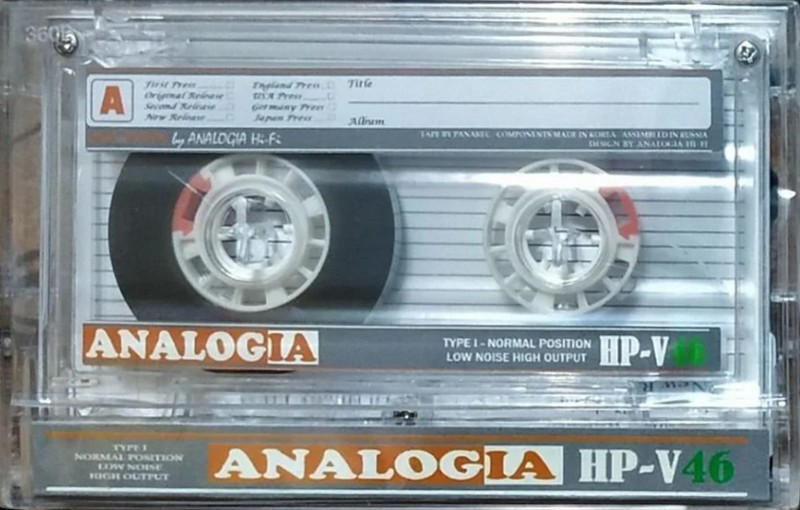 A
First Press
Original Release
Second Release
New Release
England Press
USA Press
Germany Press
Japan Press
Title
Album
by ANALOGIA Hi-Fi
TAPE BY PANAREC · COMPONENTS MADE IN KOREA · ASSEMBLED IN RUSSIA
DESIGN BY ANALOGIA HI-FI
ANALOGIA
TYPE I - NORMAL POSITION
LOW NOISE HIGH OUTPUT
HP-V46
TYPE I
NORMAL POSITION
LOW NOISE
HIGH OUTPUT
ANALOGIA HP-V46